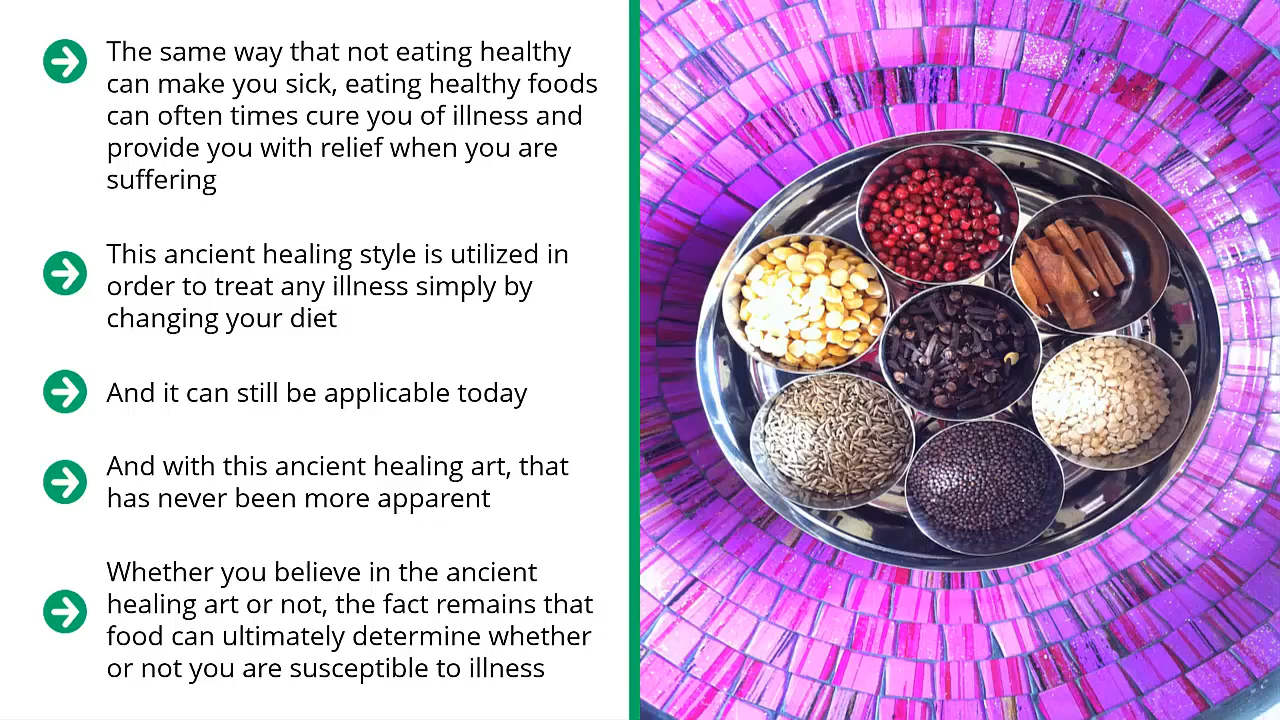 The same way that not eating healthy
can make you sick, eating healthy foods
can often times cure you of illness and
provide you with relief when you are
suffering
This ancient healing style is utilized in
order to treat any illness simply by
changing your diet
And it can still be applicable today
And with this ancient healing art, that
has never been more apparent
Whether you believe in the ancient
healing art or not, the fact remains that
food can ultimately determine whether
or not you are susceptible to illness